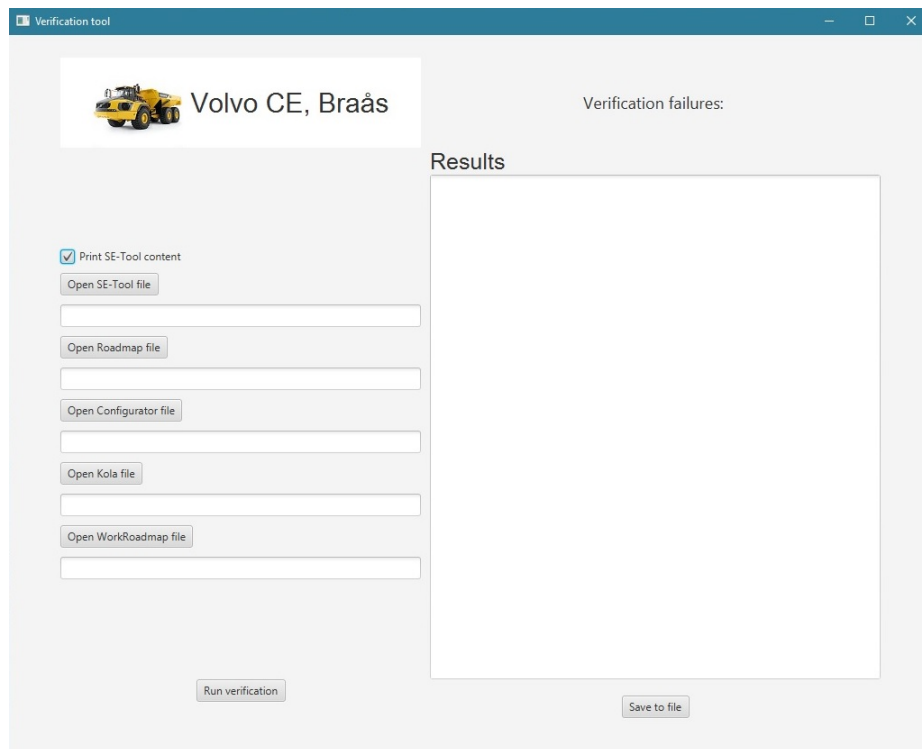 Verification tool
Volvo CE, Braås
Verification failures:
Results
Print SE-Tool content
Open SE-Tool file
Open Roadmap file
Open Configurator file
Open Kola file
Open WorkRoadmap file
Run verification
Save to file